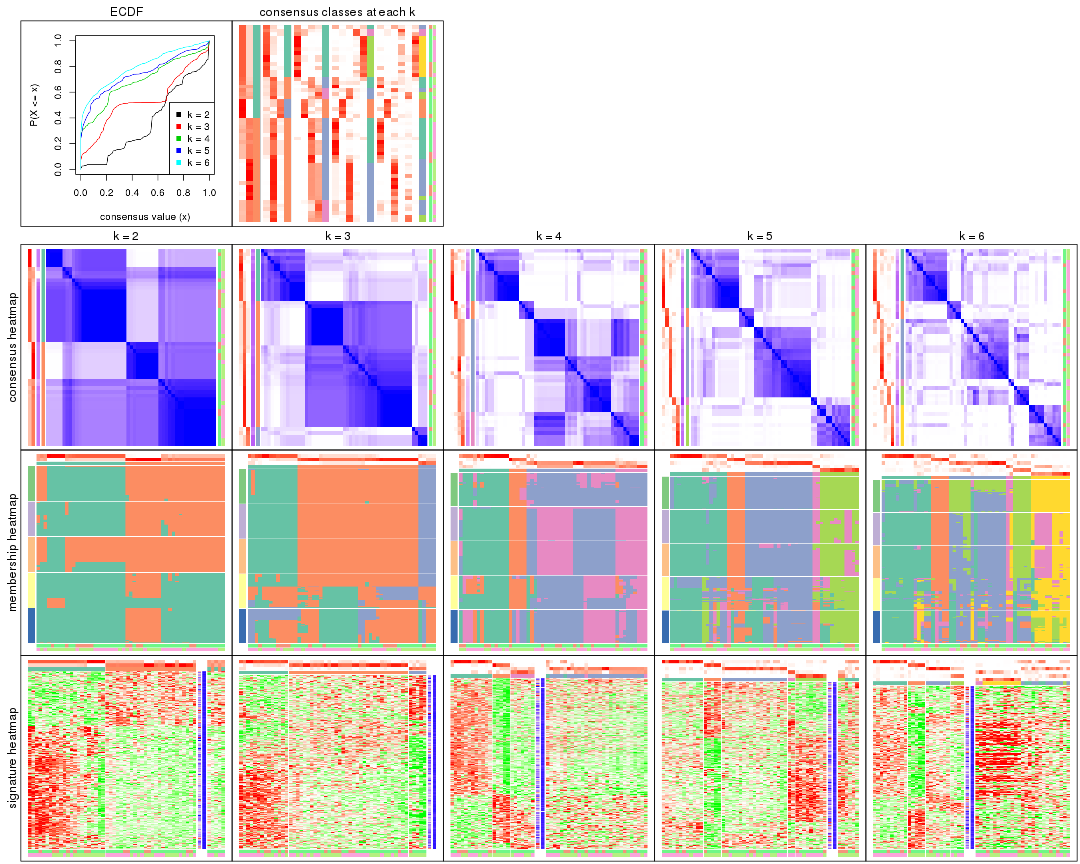 ECDF
consensus classes at each k
P(X <= x)
0.0 0.2 0.4 0.6 0.8 1.0
0.0 0.2 0.4 0.6 0.8 1.0
k = 2
k = 3
k = 4
k = 5
k = 6
consensus value (x)
k = 2 k = 3 k = 4 k = 5 k = 6
consensus heatmap
membership heatmap
signature heatmap